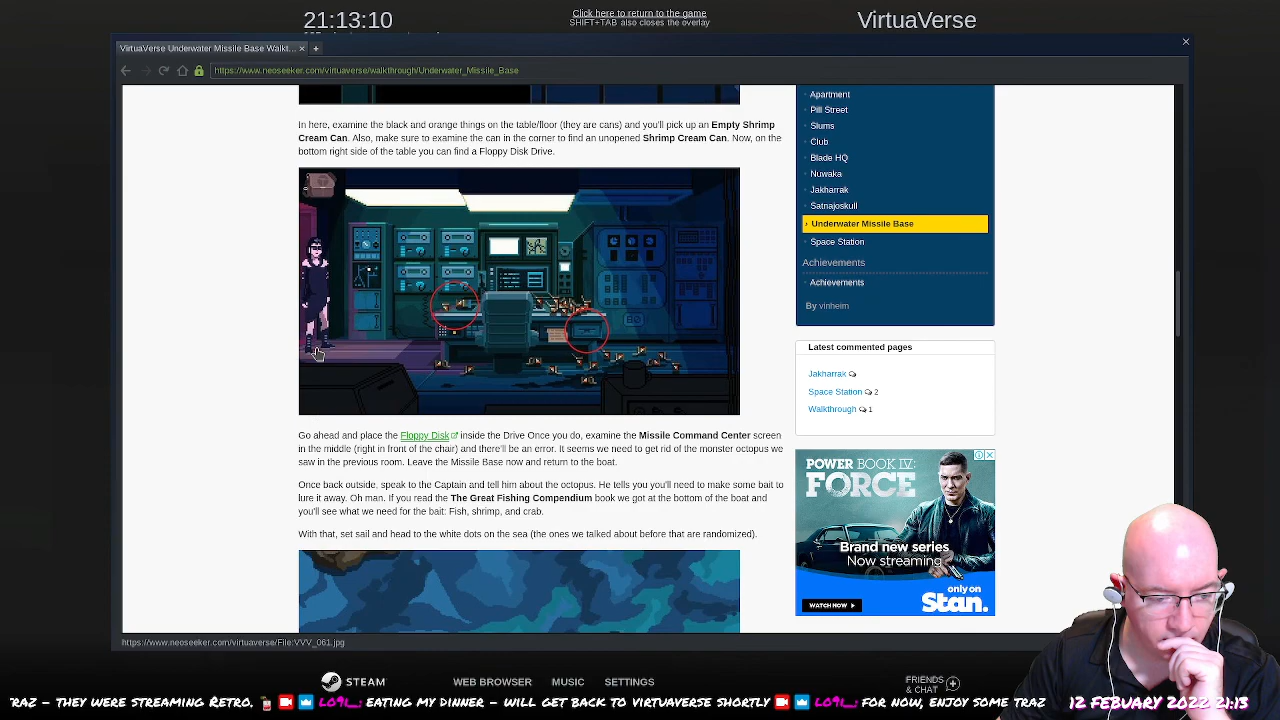 21:13:10
Click here to return to the game
SHIFT+TAB also closes the overlay
VirtuaVerse
VirtuaVerse Underwater Missile Base Walkt...
https://www.neoseeker.com/virtuaverse/walkthrough/Underwater_Missile_Base
In here, examine the black and orange things on the table/floor (they are cans) and you'll pick up an Empty Shrimp
Cream Can. Also, make sure to examine the can in the corner to find an unopened Shrimp Cream Can. Now, on the
bottom right side of the table you can find a Floppy Disk Drive.
Go ahead and place the Floppy Disk inside the Drive Once you do, examine the Missile Command Center screen
in the middle (right in front of the chair) and there'll be an error. It seems we need to get rid of the monster octopus we
saw in the previous room. Leave the Missile Base now and return to the boat.
Once back outside, speak to the Captain and tell him about the octopus. He tells you you'll need to make some bait to
lure it away. Oh man. If you read the The Great Fishing Compendium book we got at the bottom of the boat and
you'll see what we need for the bait: Fish, shrimp, and crab.
With that, set sail and head to the white dots on the sea (the ones we talked about before that are randomized).
Apartment
Pill Street
Slums
Club
Blade HQ
Nuwaka
Jakharrak
Satnajoskull
› Underwater Missile Base
Space Station
Achievements
Achievements
By vinheim
Latest commented pages
Jakharrak
Space Station 2
Walkthrough 1
POWER BOOK IV:
FORCE
Brand new series
Now streaming
WATCH NOW
only on
Stan.
https://www.neoseeker.com/virtuaverse/File:VVV_061.jpg
STEAM
WEB BROWSER
MUSIC
SETTINGS
FRIENDS
& CHAT
TRAZ - THEY WERE STREAMING RETRO. LO9I_: EATING MY DINNER. WILL GET BACK TO VIRTUAVERSE SHORTLY LO9I_: FOR NOW, ENJOY SOME TRAZ
12 FEBUARY 2022 21:13